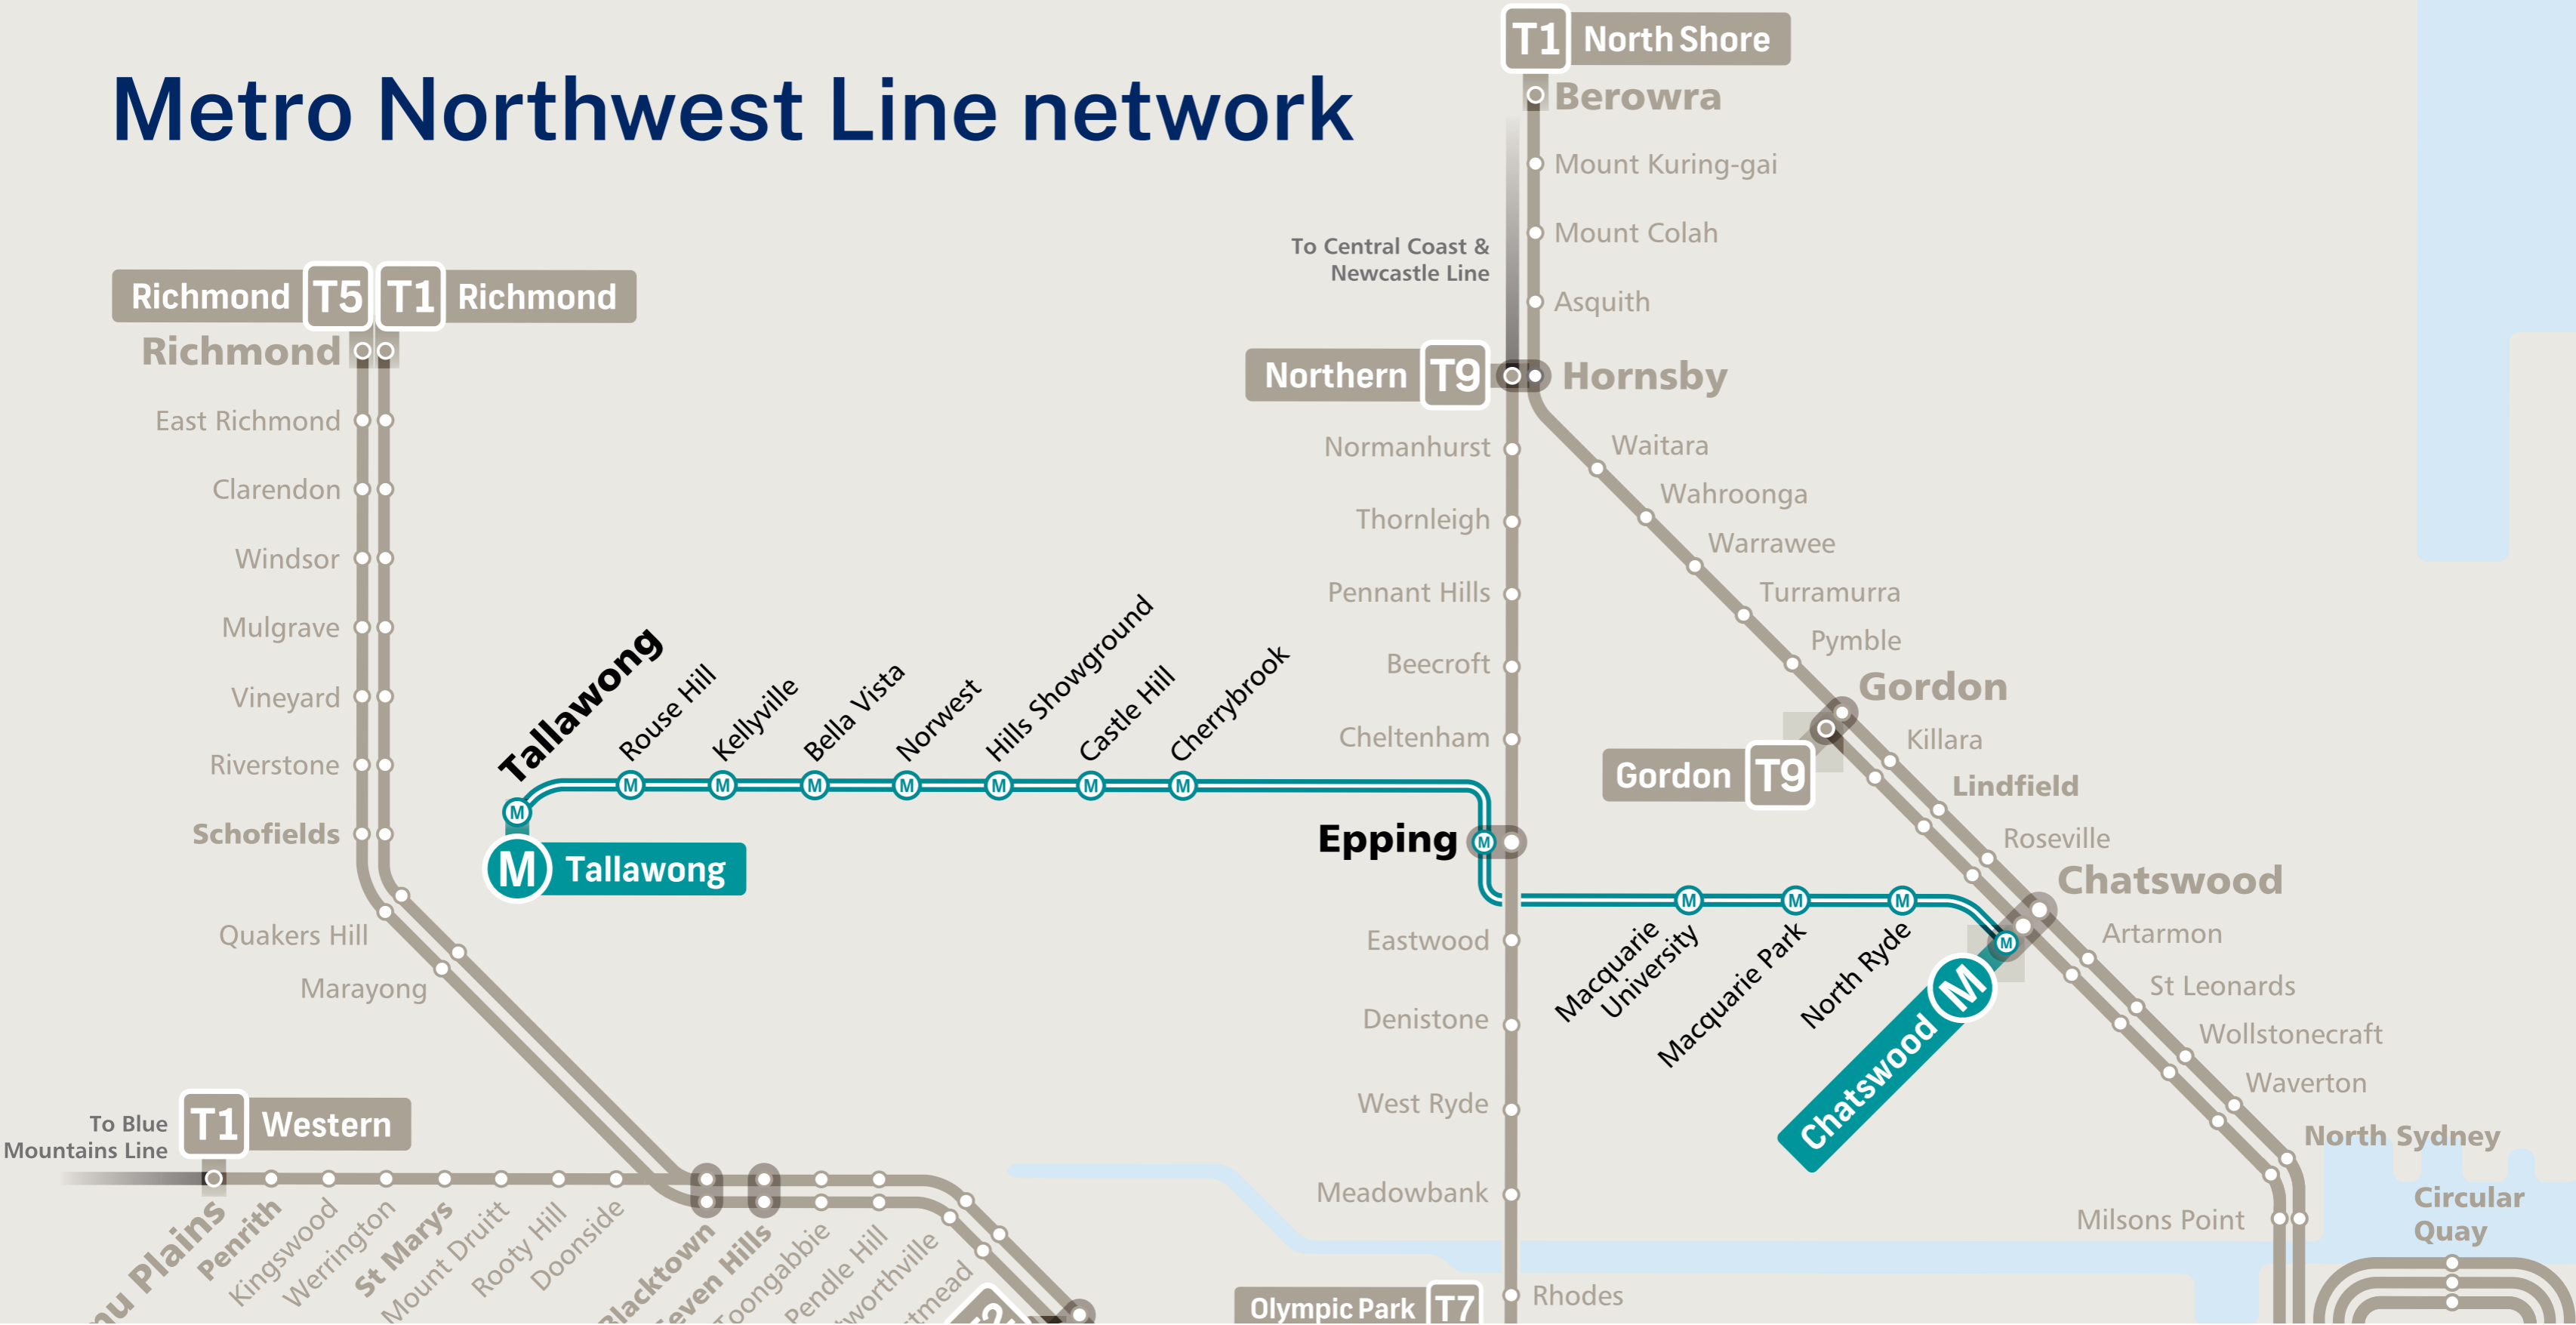 Metro Northwest Line network
T1 North Shore
Berowra
Mount Kuring-gai
Mount Colah
Asquith
To Central Coast &
Newcastle Line
Northern T9
Hornsby
Richmond T5
T1 Richmond
Richmond
East Richmond
Clarendon
Windsor
Mulgrave
Vineyard
Riverstone
Schofields
Quakers Hill
Marayong
Normanhurst
Thornleigh
Pennant Hills
Beecroft
Cheltenham
Waitara
Wahroonga
Warrawee
Turramurra
Pymble
Gordon
Killara
Lindfield
Roseville
Chatswood
Gordon T9
Tallawong
Rouse Hill
Kellyville
Bella Vista
Norwest
Hills Showground
Castle Hill
Cherrybrook
M
M
M
M
M
M
M
M
M Tallawong
Epping
M
Macquarie
University
Macquarie Park
North Ryde
M
M
M
M
Chatswood M
Eastwood
Denistone
West Ryde
Meadowbank
Rhodes
Artarmon
St Leonards
Wollstonecraft
Waverton
North Sydney
Milsons Point
Circular
Quay
To Blue
Mountains Line
T1 Western
Penrith
Kingswood
Werrington
St Marys
Mount Druitt
Rooty Hill
Doonside
Blacktown
Seven Hills
Toongabbie
Pendle Hill
Olympic Park T7